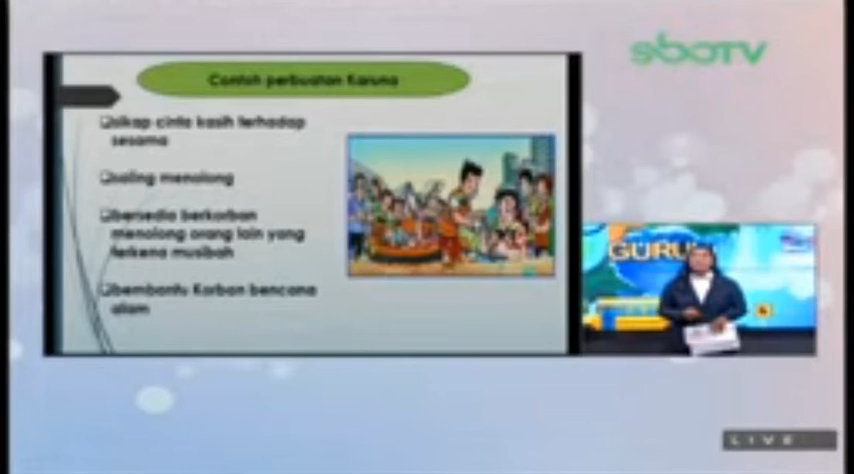 sboTV
Contoh perbuatan Karuna
sikap cinta kasih terhadap
sesama
saling menolong
bersedia berkorban
menolong orang lain yang
terkena musibah
bembantu Korban bencana
alam
GURU
LIVE